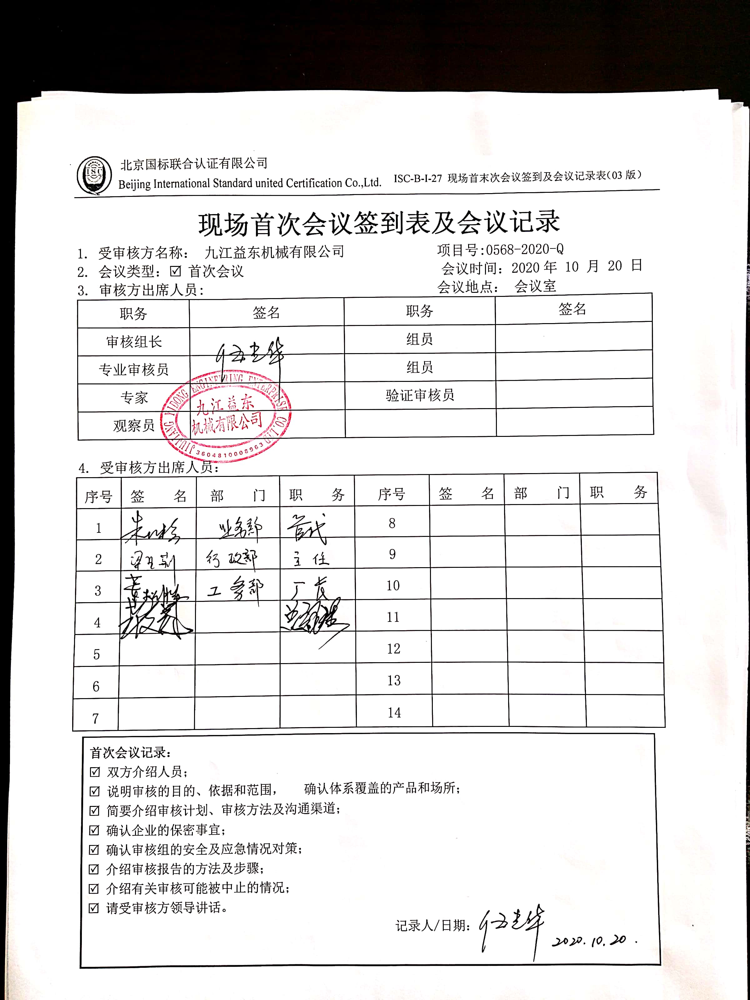 ISC
北京国标联合认证有限公司
Beijing International Standard united Certification Co.,Ltd. ISC-B-I-27 现场首末次会议签到及会议记录表(03 版)
现场首次会议签到表及会议记录
1. 受审核方名称： 九江益东机械有限公司 项目号:0568-2020-Q
2. 会议类型：☑ 首次会议 会议时间：2020 年 10 月 20 日
3. 审核方出席人员： 会议地点： 会议室
职务 签名 职务 签名
审核组长 伍光华 组员
专业审核员 组员
专家 验证审核员
观察员
JIUJIANG YIDONG ENGINEERING ENTERPRISE CO.LTD
九江益东
机械有限公司
3604810008963
4. 受审核方出席人员：
序号 签 名 部 门 职 务 序号 签 名 部 门 职 务
1 业务部 管代 8
2 行政部 主任 9
3 工务部 厂长 10
4 11
5 12
6 13
7 14
首次会议记录：
☑ 双方介绍人员；
☑ 说明审核的目的、依据和范围， 确认体系覆盖的产品和场所；
☑ 简要介绍审核计划、审核方法及沟通渠道；
☑ 确认企业的保密事宜；
☑ 确认审核组的安全及应急情况对策；
☑ 介绍审核报告的方法及步骤；
☑ 介绍有关审核可能被中止的情况；
☑ 请受审核方领导讲话。
记录人/日期：伍光华 2020.10.20.